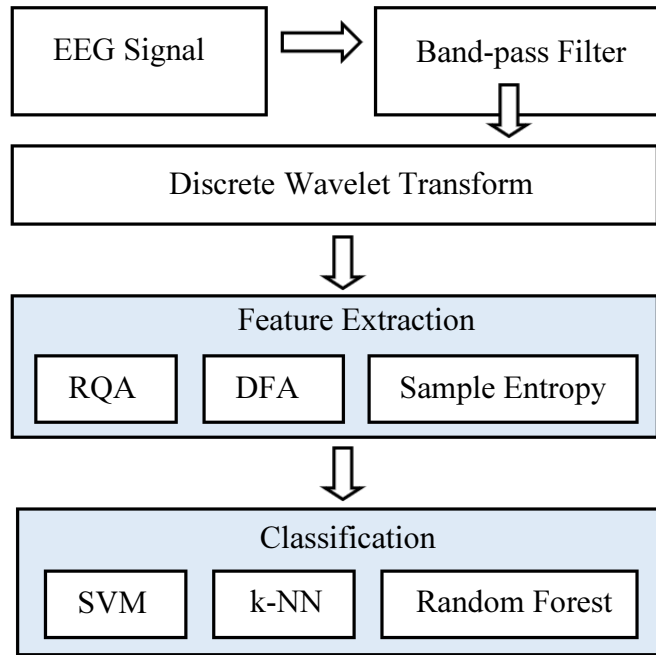 EEG Signal
Band-pass Filter
Discrete Wavelet Transform
Feature Extraction
RQA
DFA
Sample Entropy
Classification
SVM
k-NN
Random Forest